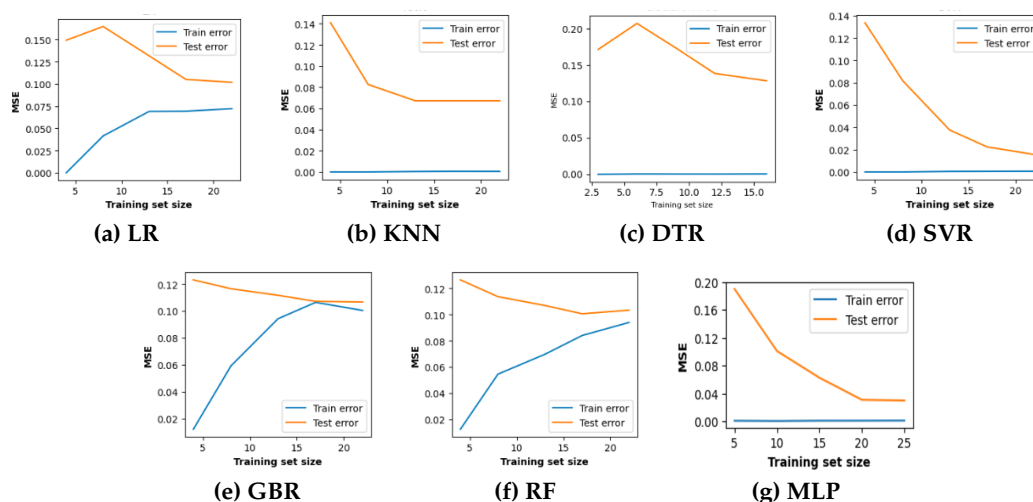 0.150
0.125
0.100
0.075
0.050
0.025
0.000
MSE
Train error
Test error
5 10 15 20
Training set size
(a) LR
0.14
0.12
0.10
0.08
0.06
0.04
0.02
0.00
MSE
Train error
Test error
5 10 15 20
Training set size
(b) KNN
0.20
0.15
0.10
0.05
0.00
MSE
Train error
Test error
2.5 5.0 7.5 10.0 12.5 15.0
Training set size
(c) DTR
0.14
0.12
0.10
0.08
0.06
0.04
0.02
0.00
MSE
Train error
Test error
5 10 15 20
Training set size
(d) SVR
0.12
0.10
0.08
0.06
0.04
0.02
MSE
Train error
Test error
5 10 15 20
Training set size
(e) GBR
0.12
0.10
0.08
0.06
0.04
0.02
MSE
Train error
Test error
5 10 15 20
Training set size
(f) RF
0.20
0.16
0.12
0.08
0.04
0.00
MSE
Train error
Test error
5 10 15 20 25
Training set size
(g) MLP